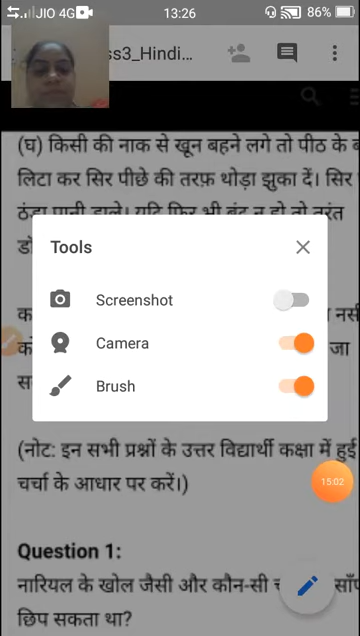 JIO 4G 13:26 86%
ss3_Hindi...
(घ) किसी की नाक से खून बहने लगे तो पीठ के ब
लिटा कर सिर पीछे की तरफ़ थोड़ा झुका दें। सिर
ठंडा पानी डालें। यदि फिर भी बंद न हो तो तुरंत
डॉ
Tools
Screenshot
Camera
Brush
क नर्स
को जा
स
(नोट: इन सभी प्रश्नों के उत्तर विद्यार्थी कक्षा में हुई
चर्चा के आधार पर करें।)
15:02
Question 1:
नारियल के खोल जैसी और कौन-सी साँप
छिप सकता था?